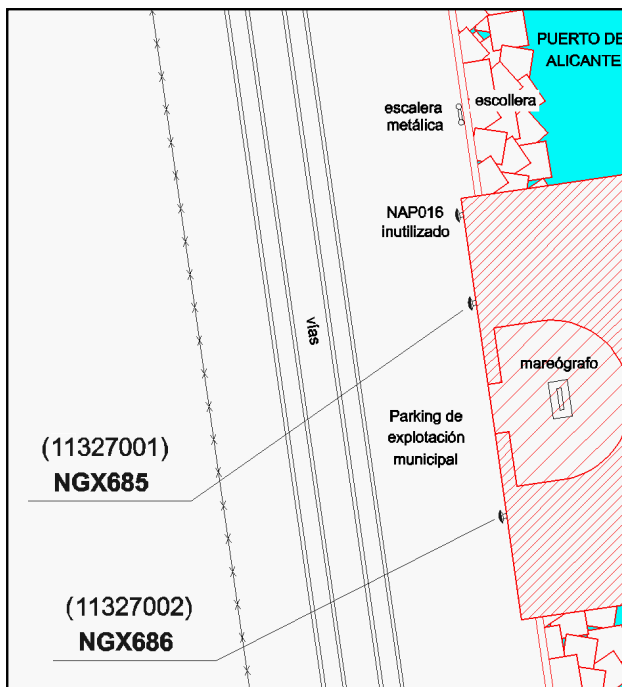 PUERTO DE
ALICANTE
escollera
escalera
metálica
NAP016
inutilizado
vías
mareógrafo
Parking de
explotación
municipal
(11327001)
NGX685
(11327002)
NGX686